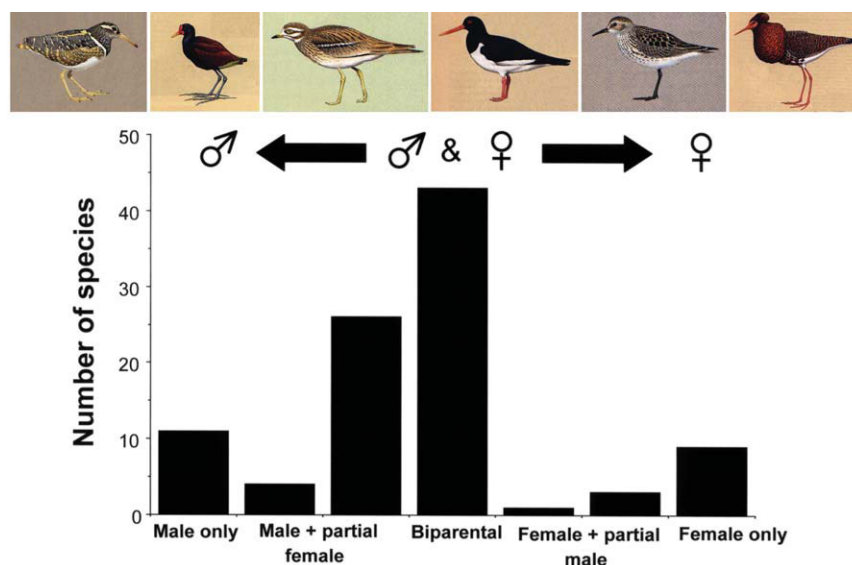 50
♂ ♂ & ♀ ♀
40
30
20
10
0
Number of species
Male only
Male + partial
female
Biparental
Female + partial
male
Female only